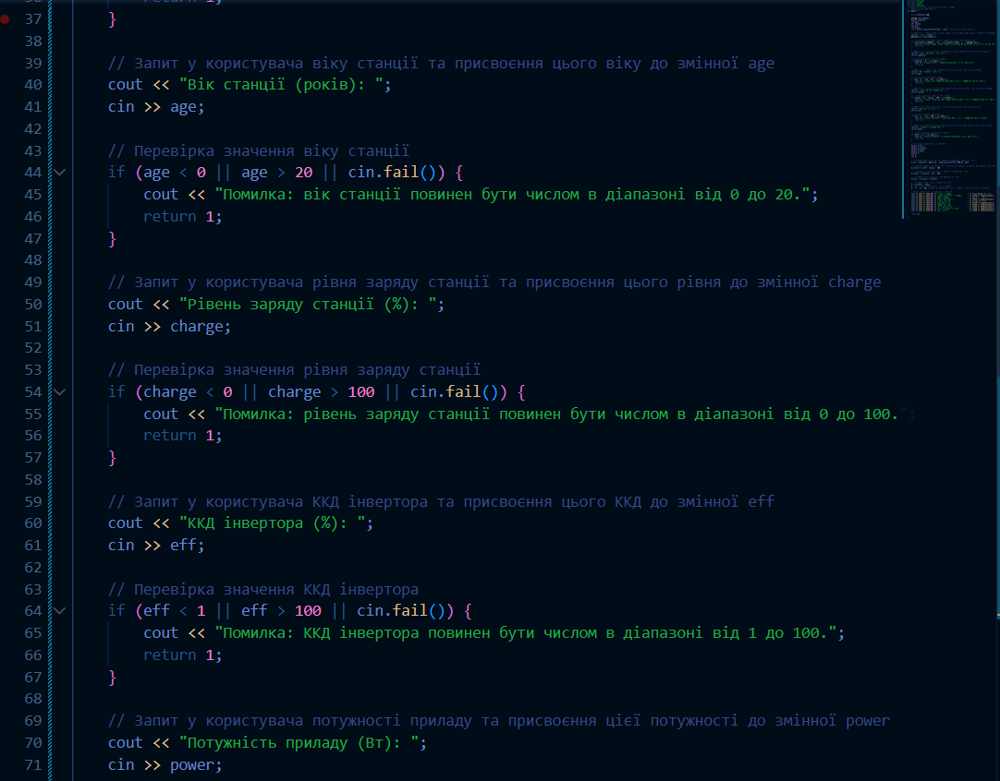 37 }
38
39 // Запит у користувача віку станції та присвоєння цього віку до змінної age
40 cout << "Вік станції (років): ";
41 cin >> age;
42
43 // Перевірка значення віку станції
44 if (age < 0 || age > 20 || cin.fail()) {
45 cout << "Помилка: вік станції повинен бути числом в діапазоні від 0 до 20.";
46 return 1;
47 }
48
49 // Запит у користувача рівня заряду станції та присвоєння цього рівня до змінної charge
50 cout << "Рівень заряду станції (%): ";
51 cin >> charge;
52
53 // Перевірка значення рівня заряду станції
54 if (charge < 0 || charge > 100 || cin.fail()) {
55 cout << "Помилка: рівень заряду станції повинен бути числом в діапазоні від 0 до 100.";
56 return 1;
57 }
58
59 // Запит у користувача ККД інвертора та присвоєння цього ККД до змінної eff
60 cout << "ККД інвертора (%): ";
61 cin >> eff;
62
63 // Перевірка значення ККД інвертора
64 if (eff < 1 || eff > 100 || cin.fail()) {
65 cout << "Помилка: ККД інвертора повинен бути числом в діапазоні від 1 до 100.";
66 return 1;
67 }
68
69 // Запит у користувача потужності приладу та присвоєння цієї потужності до змінної power
70 cout << "Потужність приладу (Вт): ";
71 cin >> power;